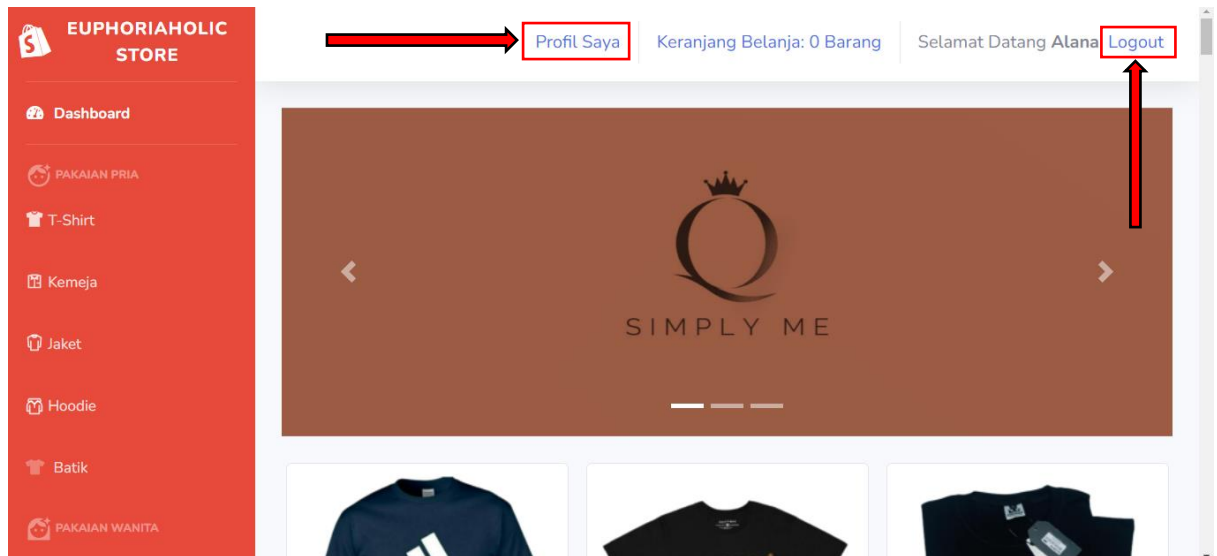 EUPHORIAHOLIC
STORE
Profil Saya
Keranjang Belanja: 0 Barang
Selamat Datang Alana Logout
Dashboard
PAKAIAN PRIA
T-Shirt
Kemeja
Jaket
Hoodie
Batik
PAKAIAN WANITA
Q
SIMPLY ME